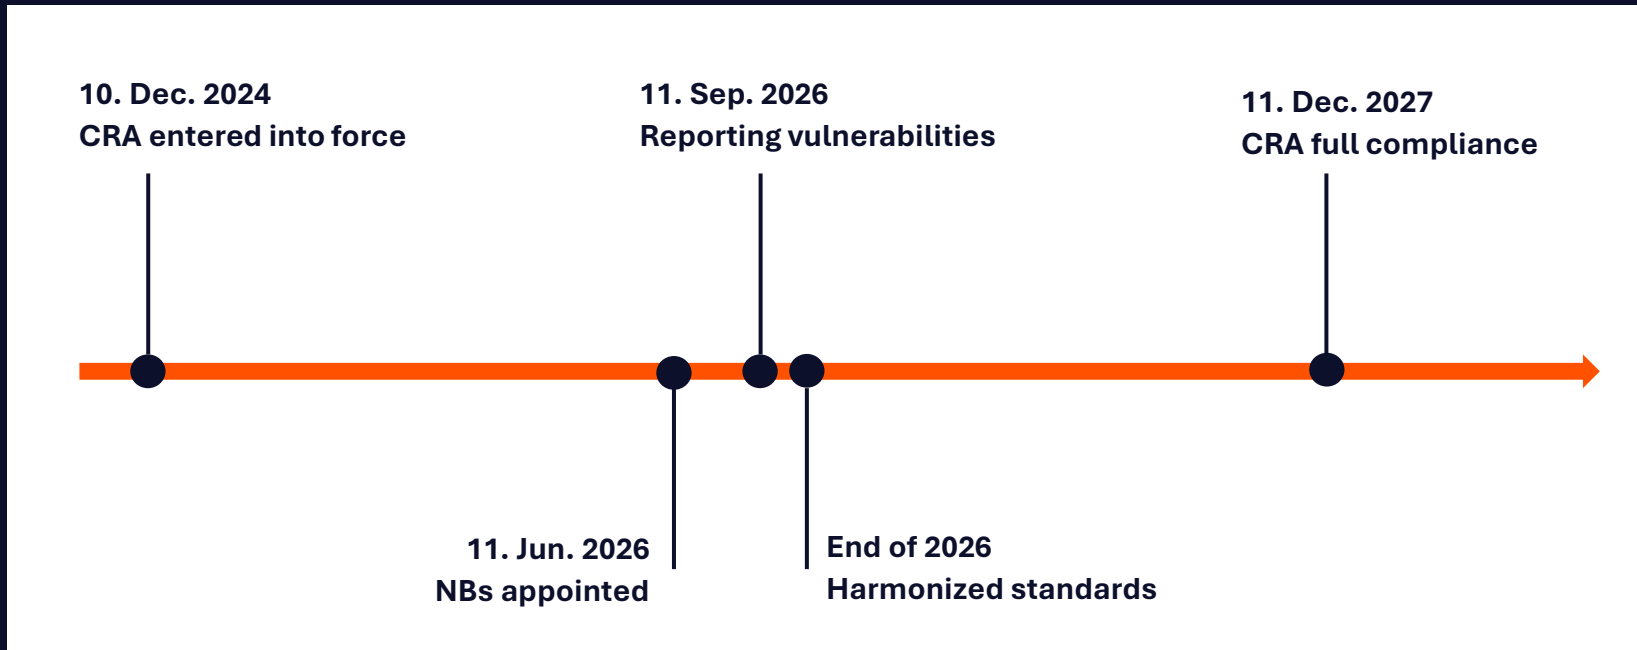 10. Dec. 2024
CRA entered into force
11. Sep. 2026
Reporting vulnerabilities
11. Dec. 2027
CRA full compliance
11. Jun. 2026
NBs appointed
End of 2026
Harmonized standards